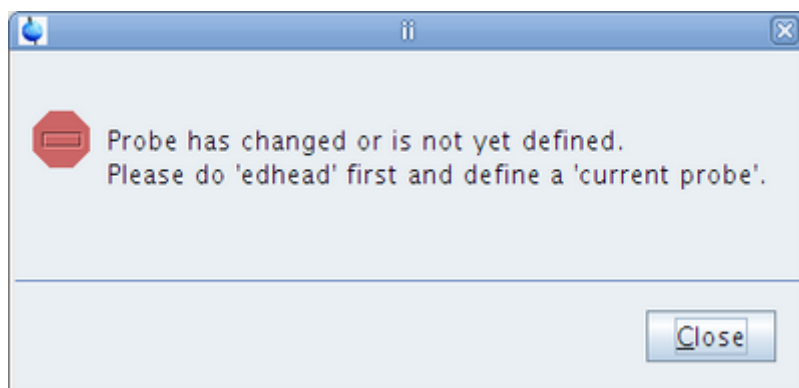 ii
Probe has changed or is not yet defined.
Please do 'edhead' first and define a 'current probe'.
Close